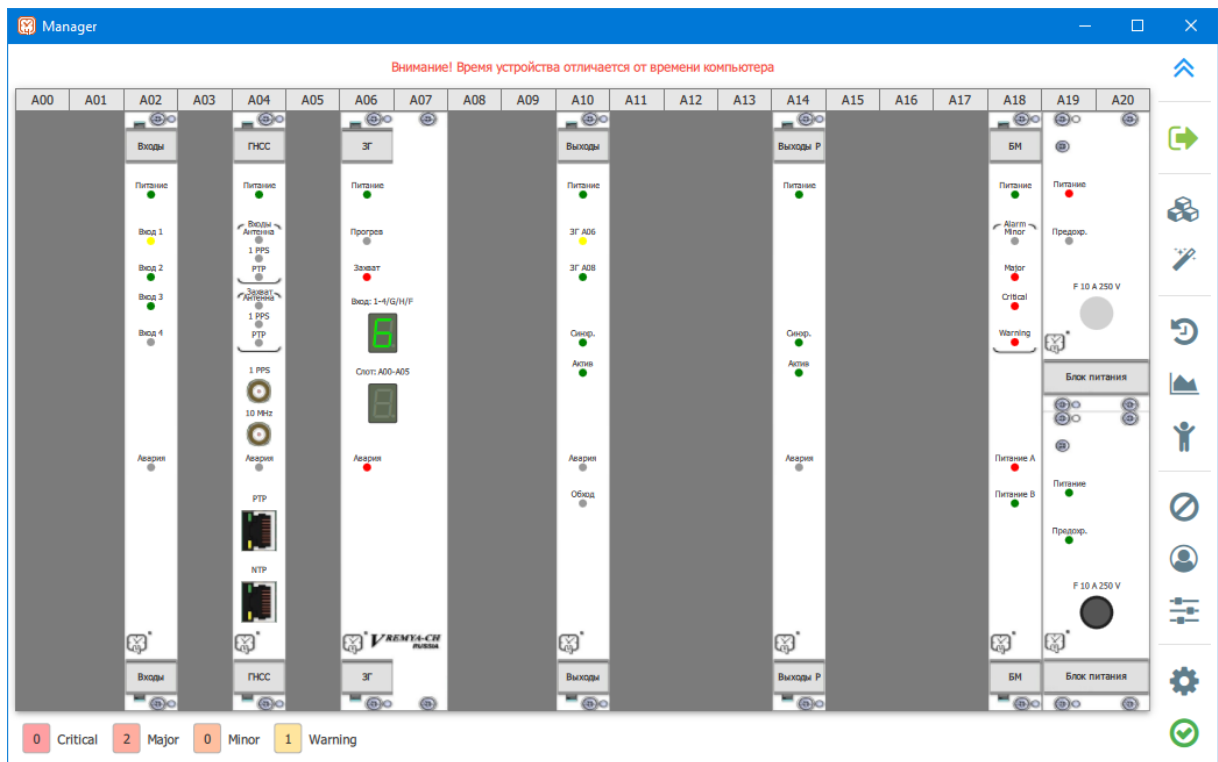 Manager
Внимание! Время устройства отличается от времени компьютера
A00 A01 A02 A03 A04 A05 A06 A07 A08 A09 A10 A11 A12 A13 A14 A15 A16 A17 A18 A19 A20
Входы ГНСС ЗГ Выходы Выходы Р БМ
Питание Питание Питание Питание Питание Питание Питание
Вход 1
Входы
Антенна
1 PPS
PTP
Прогрев
ЗГ A06
Alarm
Minor
Предохр.
Вход 2
Захват
ЗГ A08
Major
F 10 A 250 V
Вход 3
Захват
Антенна
1 PPS
PTP
Вход: 1-4/G/H/F
6
Critical
Вход 4
Синхр. Синхр.
Warning
1 PPS
Слот: A00-A05
Актив Актив
Блок питания
10 MHz
Авария Авария Авария Авария Авария
Питание A
PTP
Обход
Питание B
Питание
Предохр.
NTP
F 10 A 250 V
VREMYA-CH
RUSSIA
Входы ГНСС ЗГ Выходы Выходы Р БМ Блок питания
0 Critical 2 Major 0 Minor 1 Warning